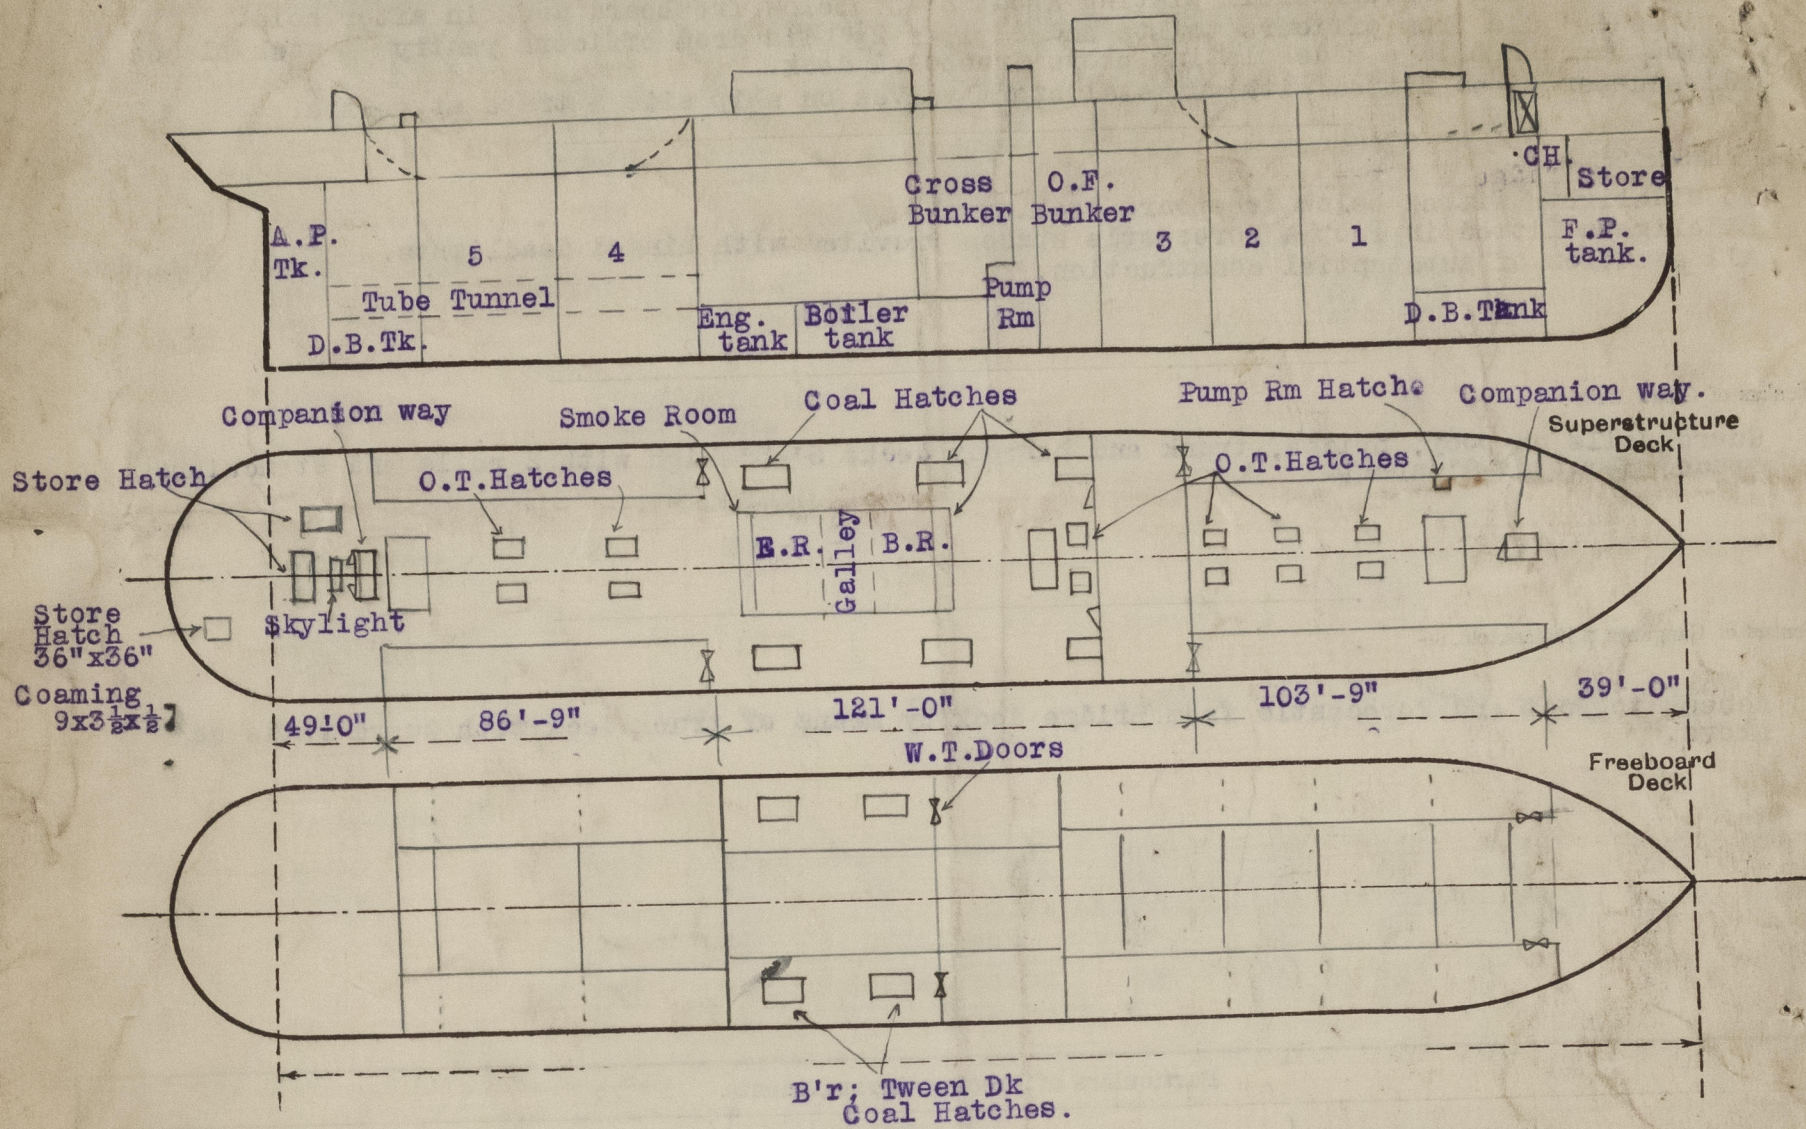 Cross
Bunker
O.F.
Bunker
CH.
Store
A.P.
Tk.
5
4
3
2
1
F.P.
tank.
Tube Tunnel
Pump
Rm
D.B.Tk.
Eng.
tank
Boiler
tank
D.B.Tank
Companion way
Smoke Room
Coal Hatches
Pump Rm Hatch.
Companion way.
Superstructure
Deck
Store Hatch
O.T.Hatches
O.T.Hatches
E.R.
Galley
B.R.
Store
Hatch
36"x36"
Skylight
Coaming
9x3½x½
49'-0"
86'-9"
121'-0"
103'-9"
39'-0"
W.T.Doors
Freeboard
Deck
B'r; Tween Dk
Coal Hatches.